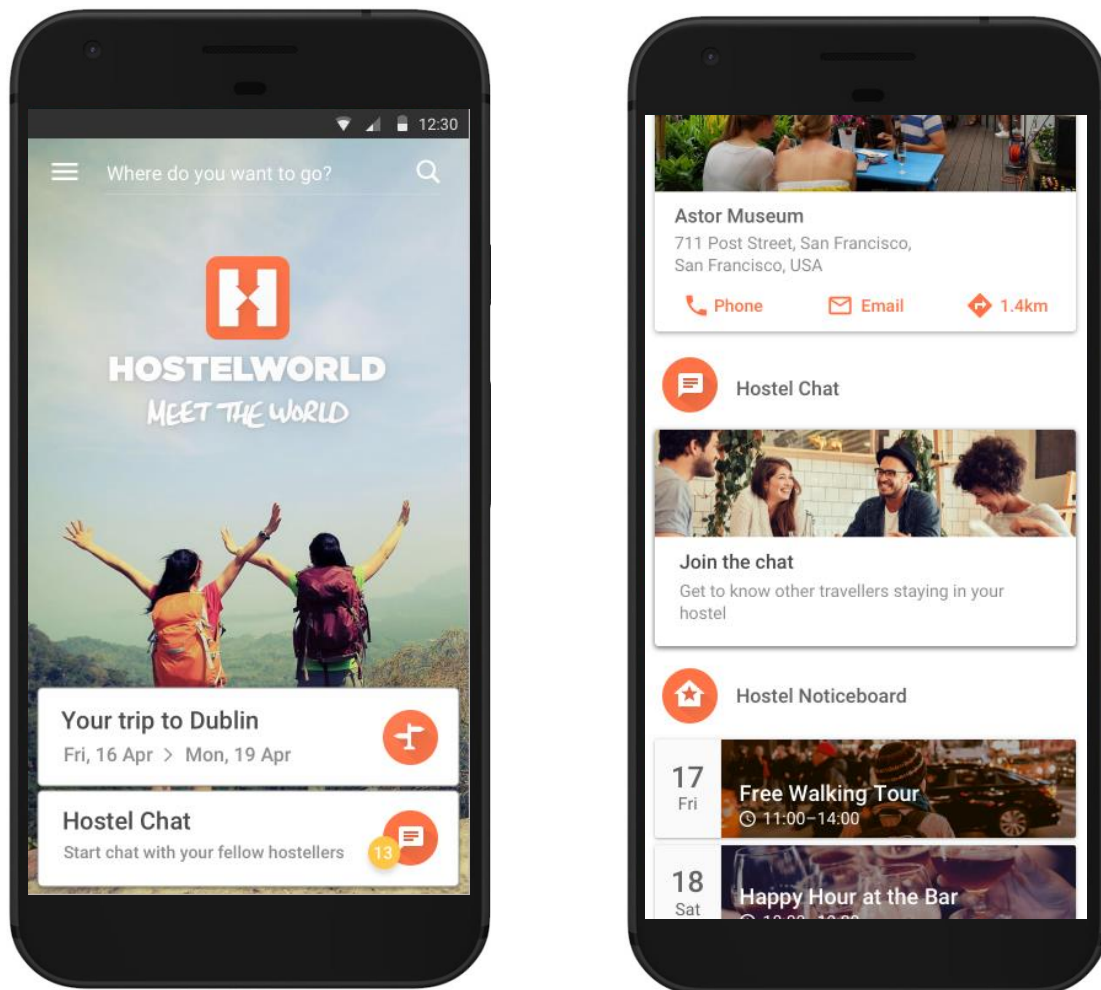 12:30
Where do you want to go?
HOSTELWORLD
MEET THE WORLD
Your trip to Dublin
Fri, 16 Apr > Mon, 19 Apr
Hostel Chat
Start chat with your fellow hostellers
13
Astor Museum
711 Post Street, San Francisco,
San Francisco, USA
Phone Email 1.4km
Hostel Chat
Join the chat
Get to know other travellers staying in your
hostel
Hostel Noticeboard
17
Fri
Free Walking Tour
11:00–14:00
18
Sat
Happy Hour at the Bar